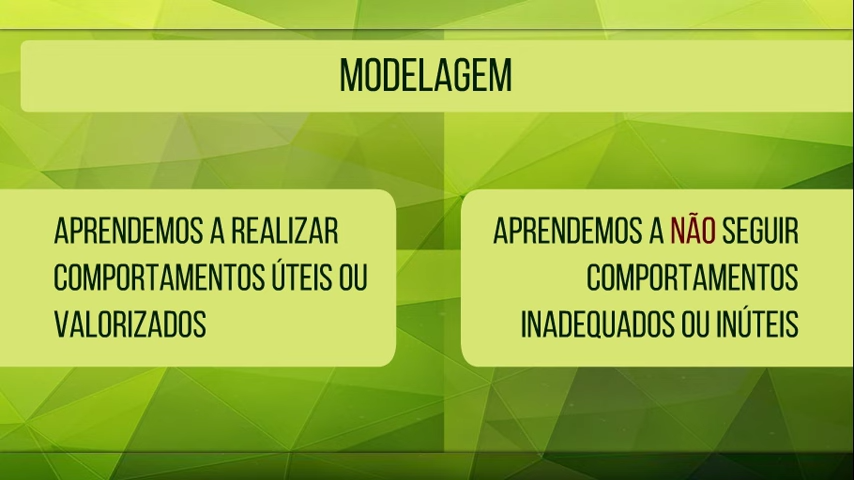 MODELAGEM
APRENDEMOS A REALIZAR
COMPORTAMENTOS ÚTEIS OU
VALORIZADOS
APRENDEMOS A NÃO SEGUIR
COMPORTAMENTOS
INADEQUADOS OU INÚTEIS